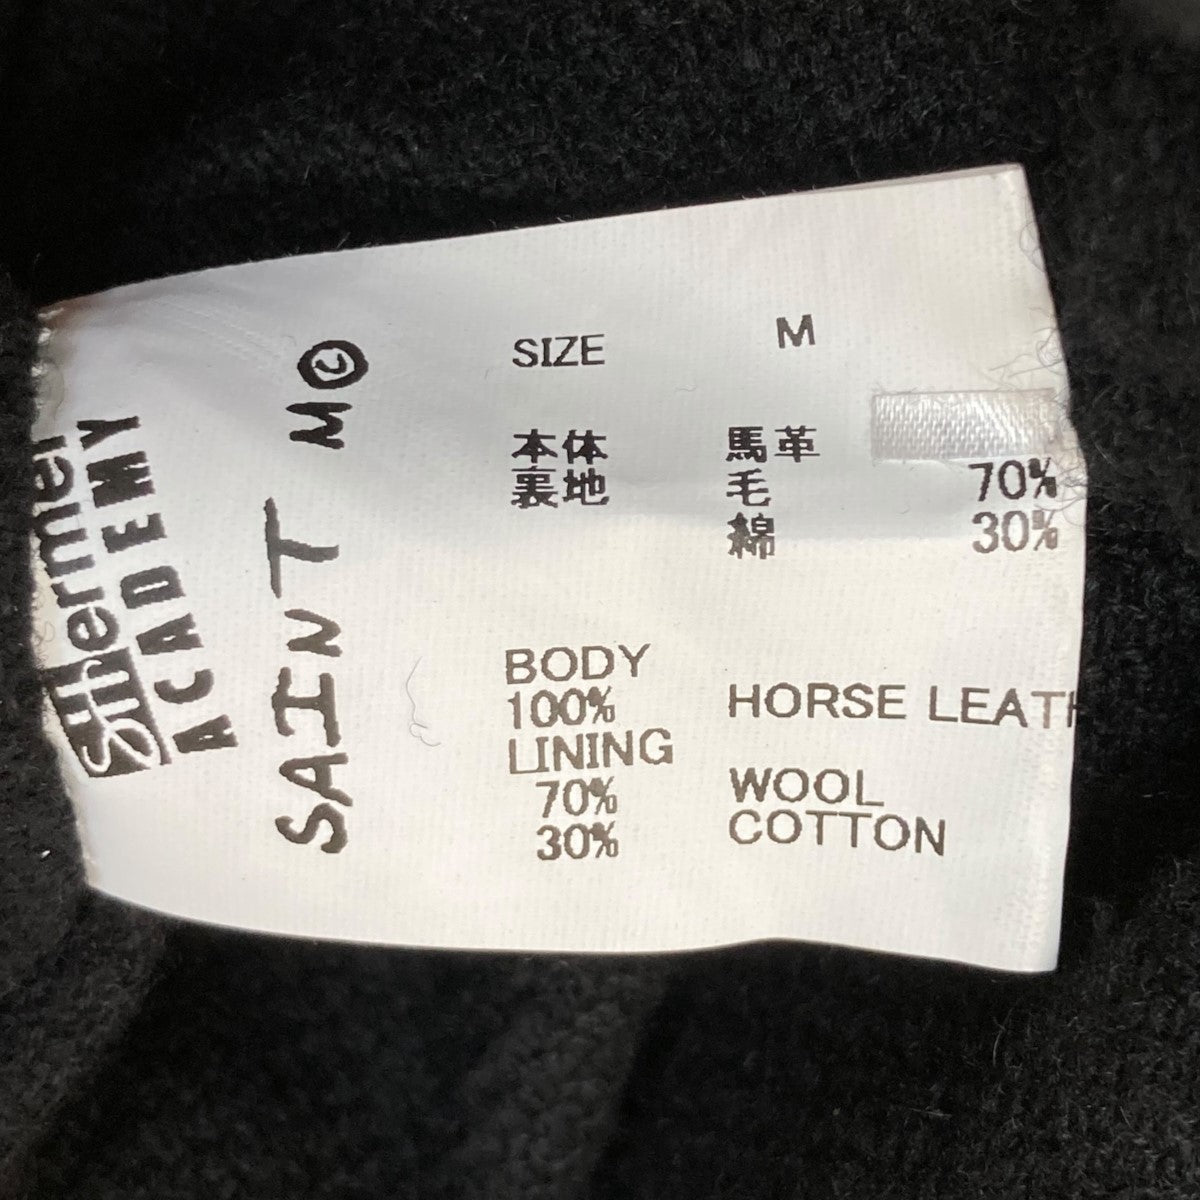 Shermer
ACADEMY
SAINT M©
SIZE M
本体 馬革
裏地 毛 70%
綿 30%
BODY
100% HORSE LEATH
LINING
70% WOOL
30% COTTON